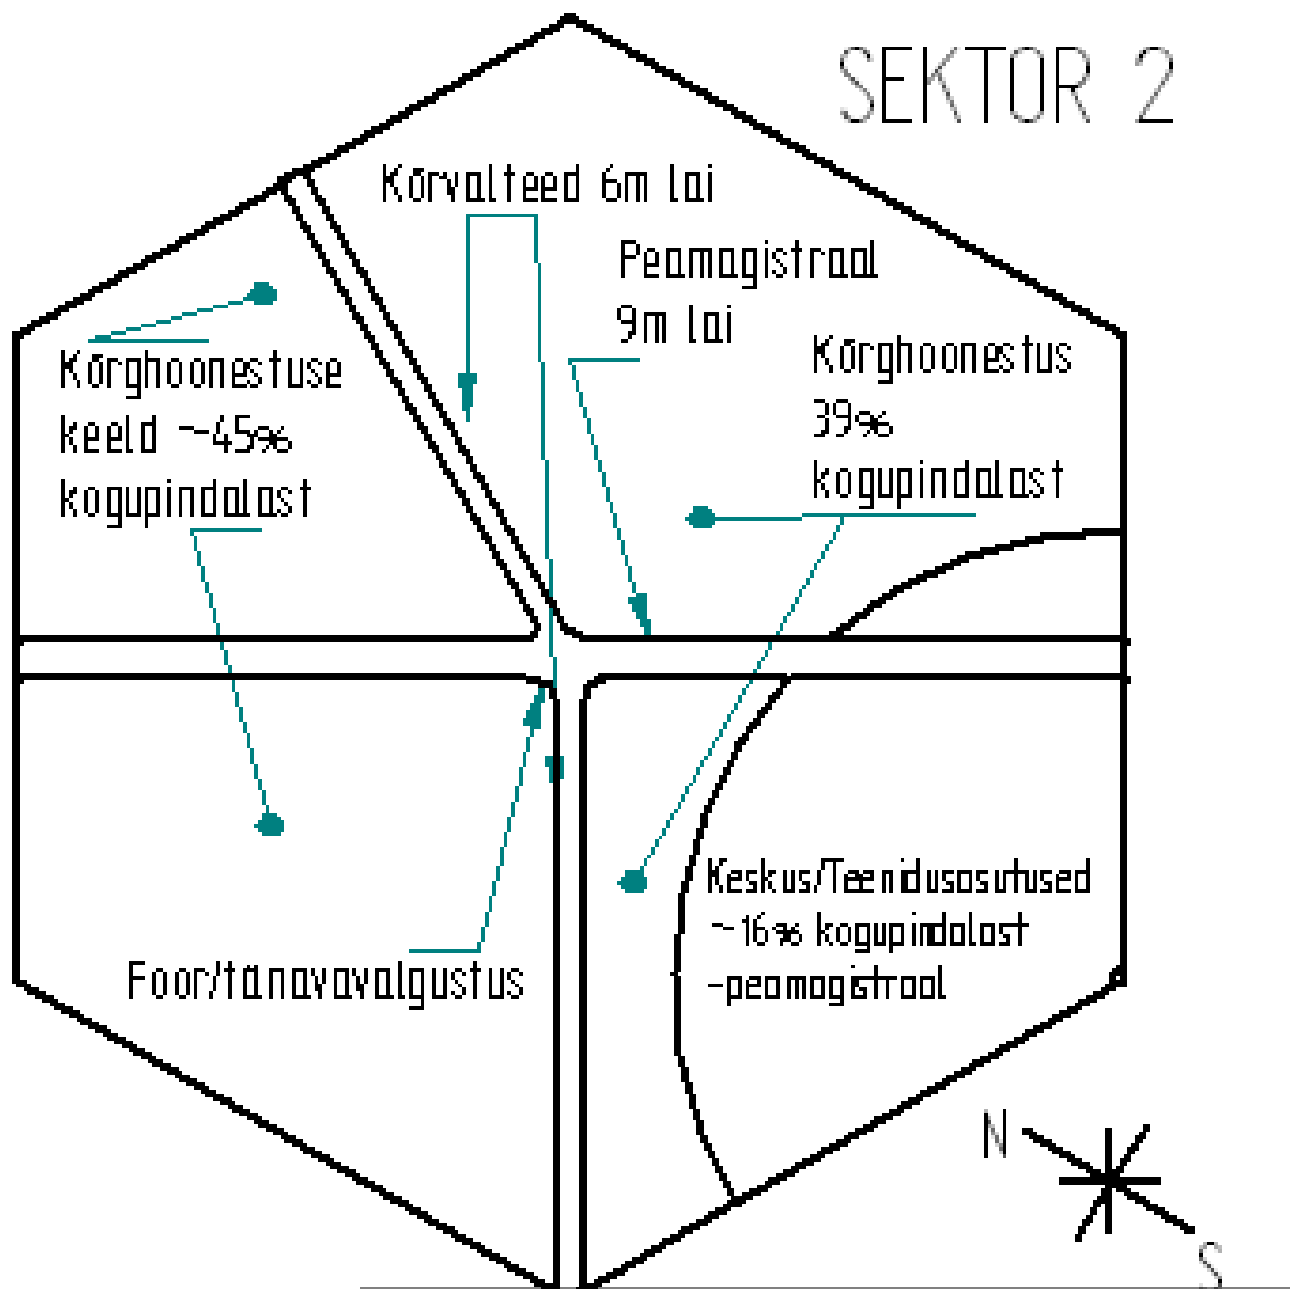 SEKTOR 2
Kõrvalteed 6m lai
Peamagistraal
9m lai
Kõrghoonestus
39%
kogupindalast
Kõrghoonestuse
keeld ~45%
kogupindalast
Keskus/Teenidusasutused
~16% kogupindalast
-peamagistraal
Foor/tänavavalgustus
N
S